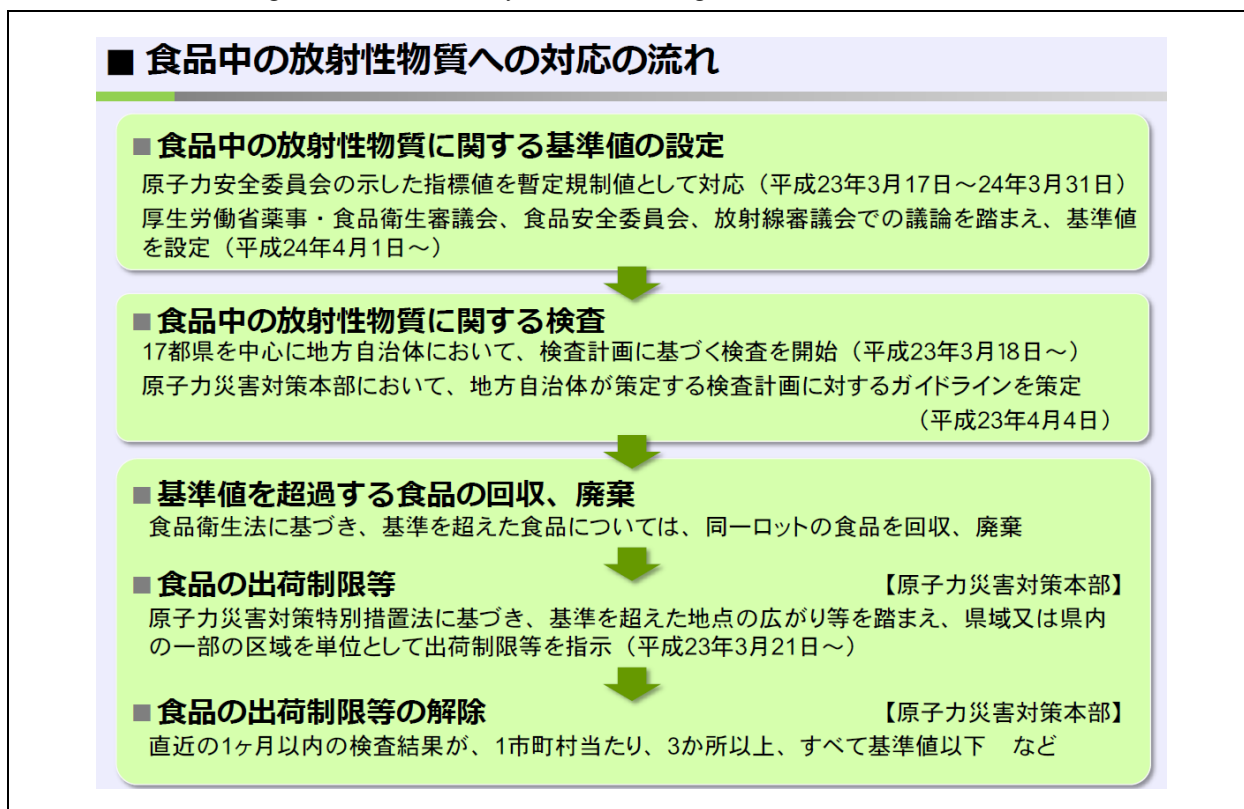 ■ 食品中の放射性物質への対応の流れ
■ 食品中の放射性物質に関する基準値の設定
原子力安全委員会の示した指標値を暫定規制値として対応（平成23年3月17日～24年3月31日）
厚生労働省薬事・食品衛生審議会、食品安全委員会、放射線審議会での議論を踏まえ、基準値
を設定（平成24年4月1日～）
■ 食品中の放射性物質に関する検査
17都県を中心に地方自治体において、検査計画に基づく検査を開始（平成23年3月18日～）
原子力災害対策本部において、地方自治体が策定する検査計画に対するガイドラインを策定
（平成23年4月4日）
■ 基準値を超過する食品の回収、廃棄
食品衛生法に基づき、基準を超えた食品については、同一ロットの食品を回収、廃棄
■ 食品の出荷制限等 【原子力災害対策本部】
原子力災害対策特別措置法に基づき、基準を超えた地点の広がり等を踏まえ、県域又は県内
の一部の区域を単位として出荷制限等を指示（平成23年3月21日～）
■ 食品の出荷制限等の解除 【原子力災害対策本部】
直近の1ヶ月以内の検査結果が、1市町村当たり、3か所以上、すべて基準値以下　など